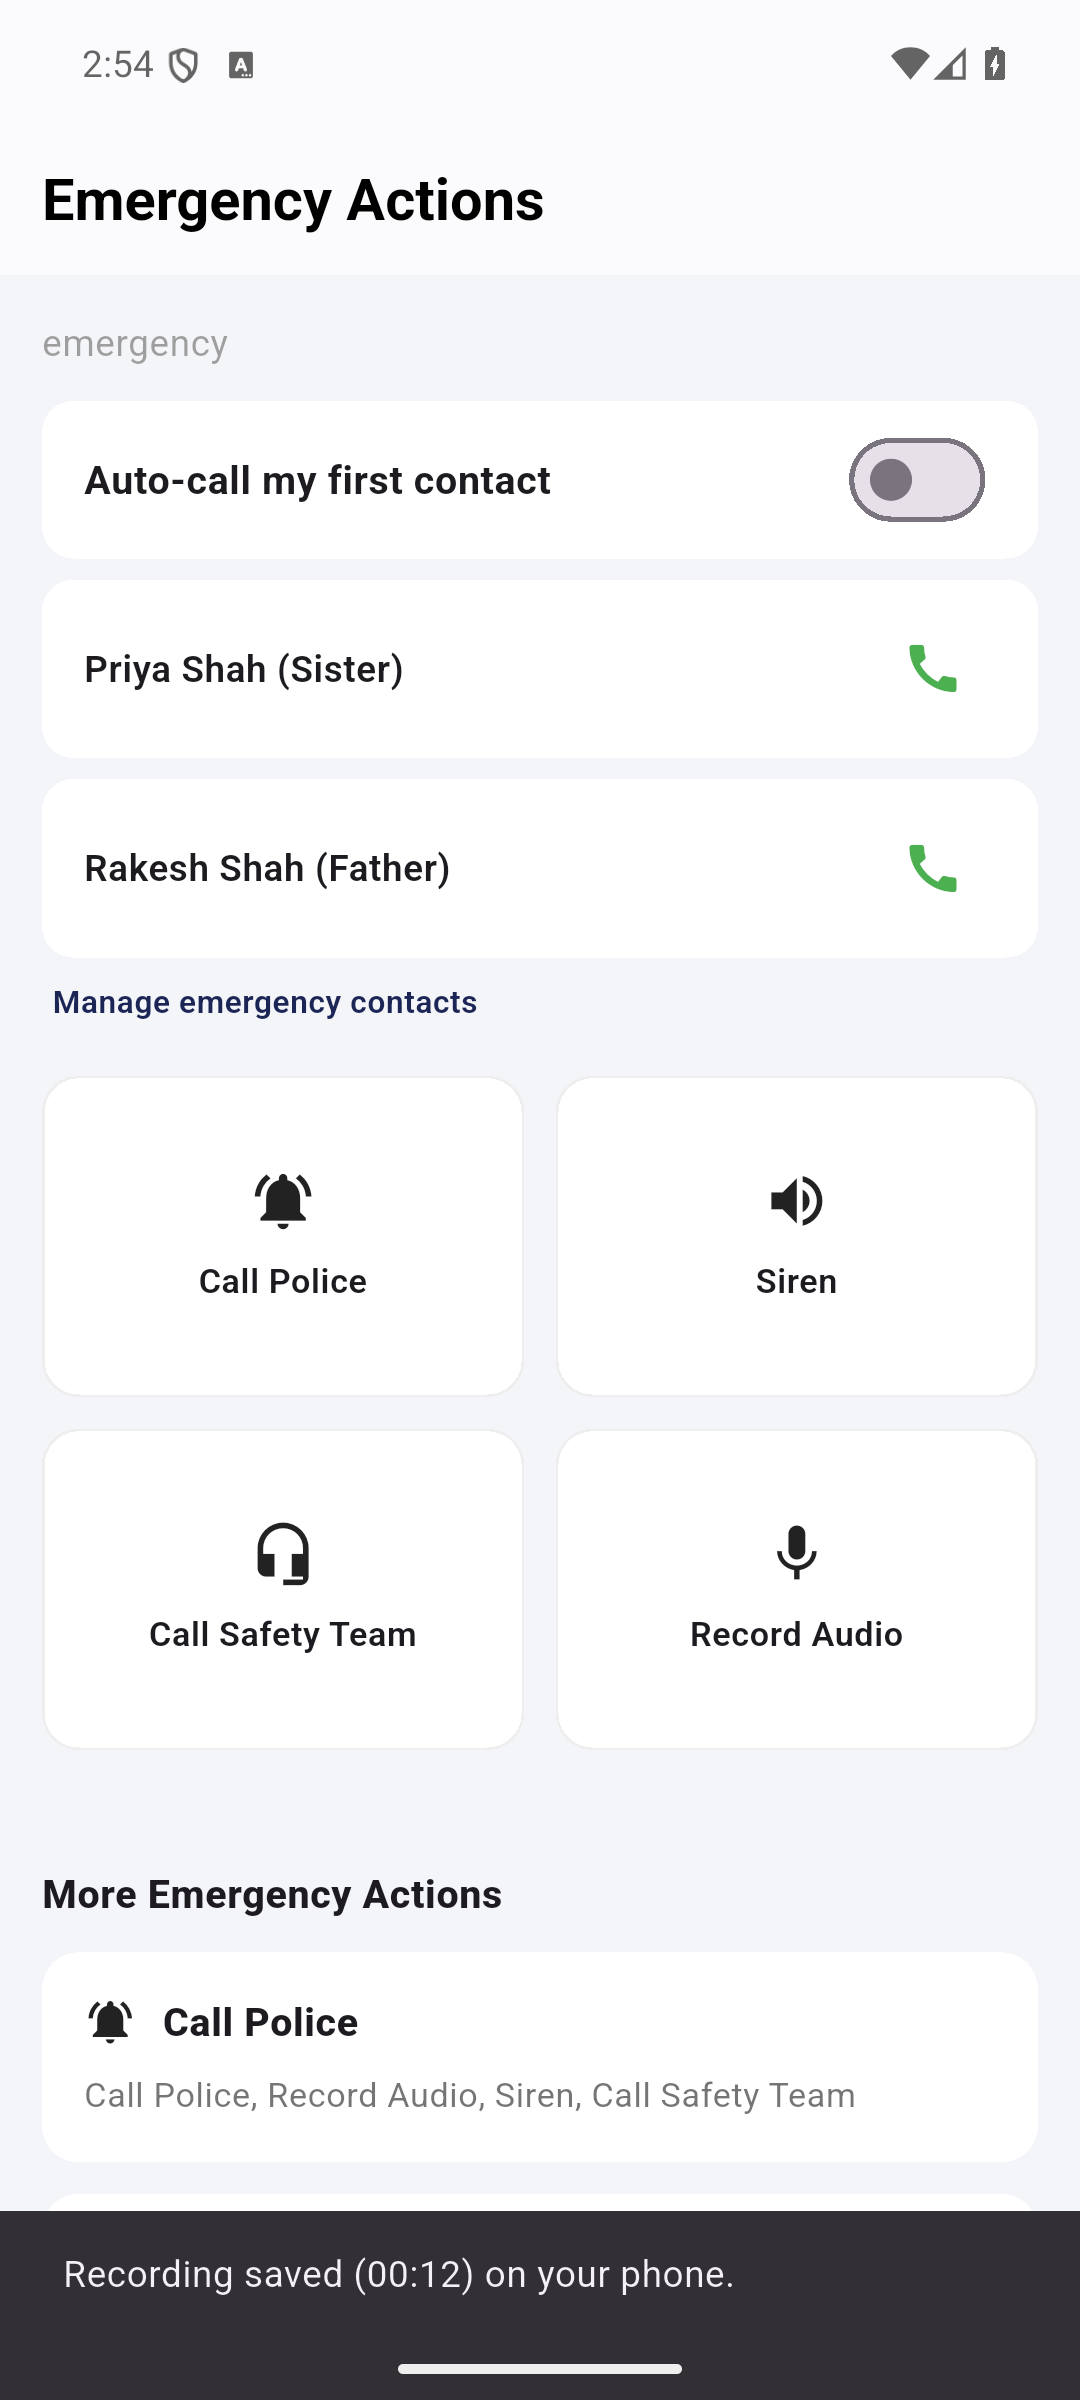 2:54
Emergency Actions
emergency
Auto-call my first contact
Priya Shah (Sister)
Rakesh Shah (Father)
Manage emergency contacts
Call Police
Siren
Call Safety Team
Record Audio
More Emergency Actions
Call Police
Call Police, Record Audio, Siren, Call Safety Team
Recording saved (00:12) on your phone.